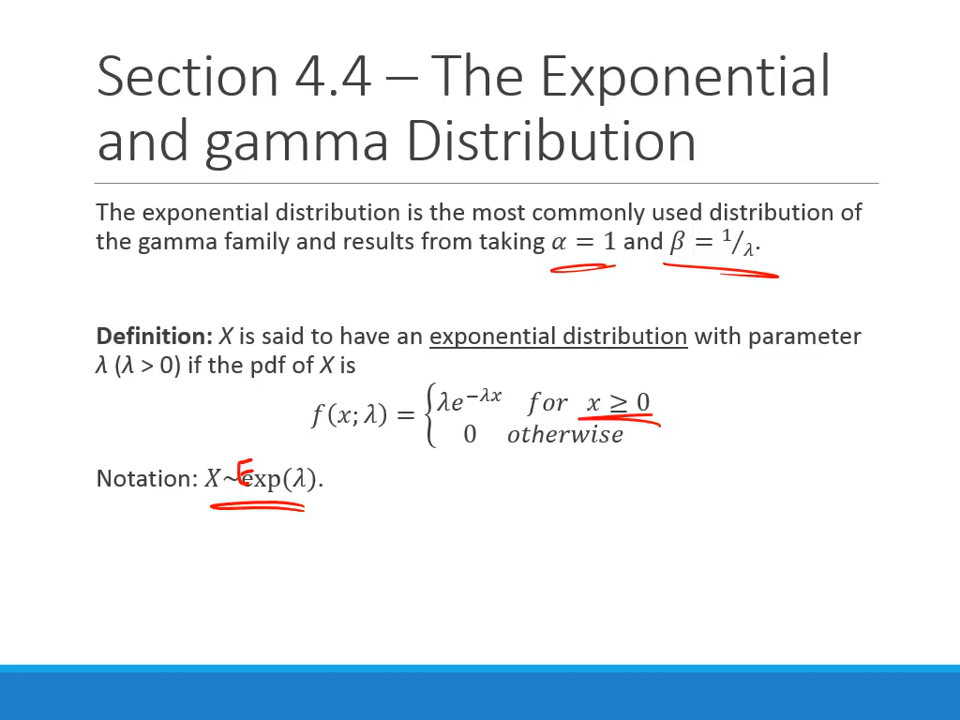 Section 4.4 – The Exponential
and gamma Distribution
The exponential distribution is the most commonly used distribution of
the gamma family and results from taking α = 1 and β = 1/λ.
Definition: X is said to have an exponential distribution with parameter
λ (λ > 0) if the pdf of X is
f(x; λ) = { λe^{−λx} for x ≥ 0
0 otherwise
Notation: X~Exp(λ).